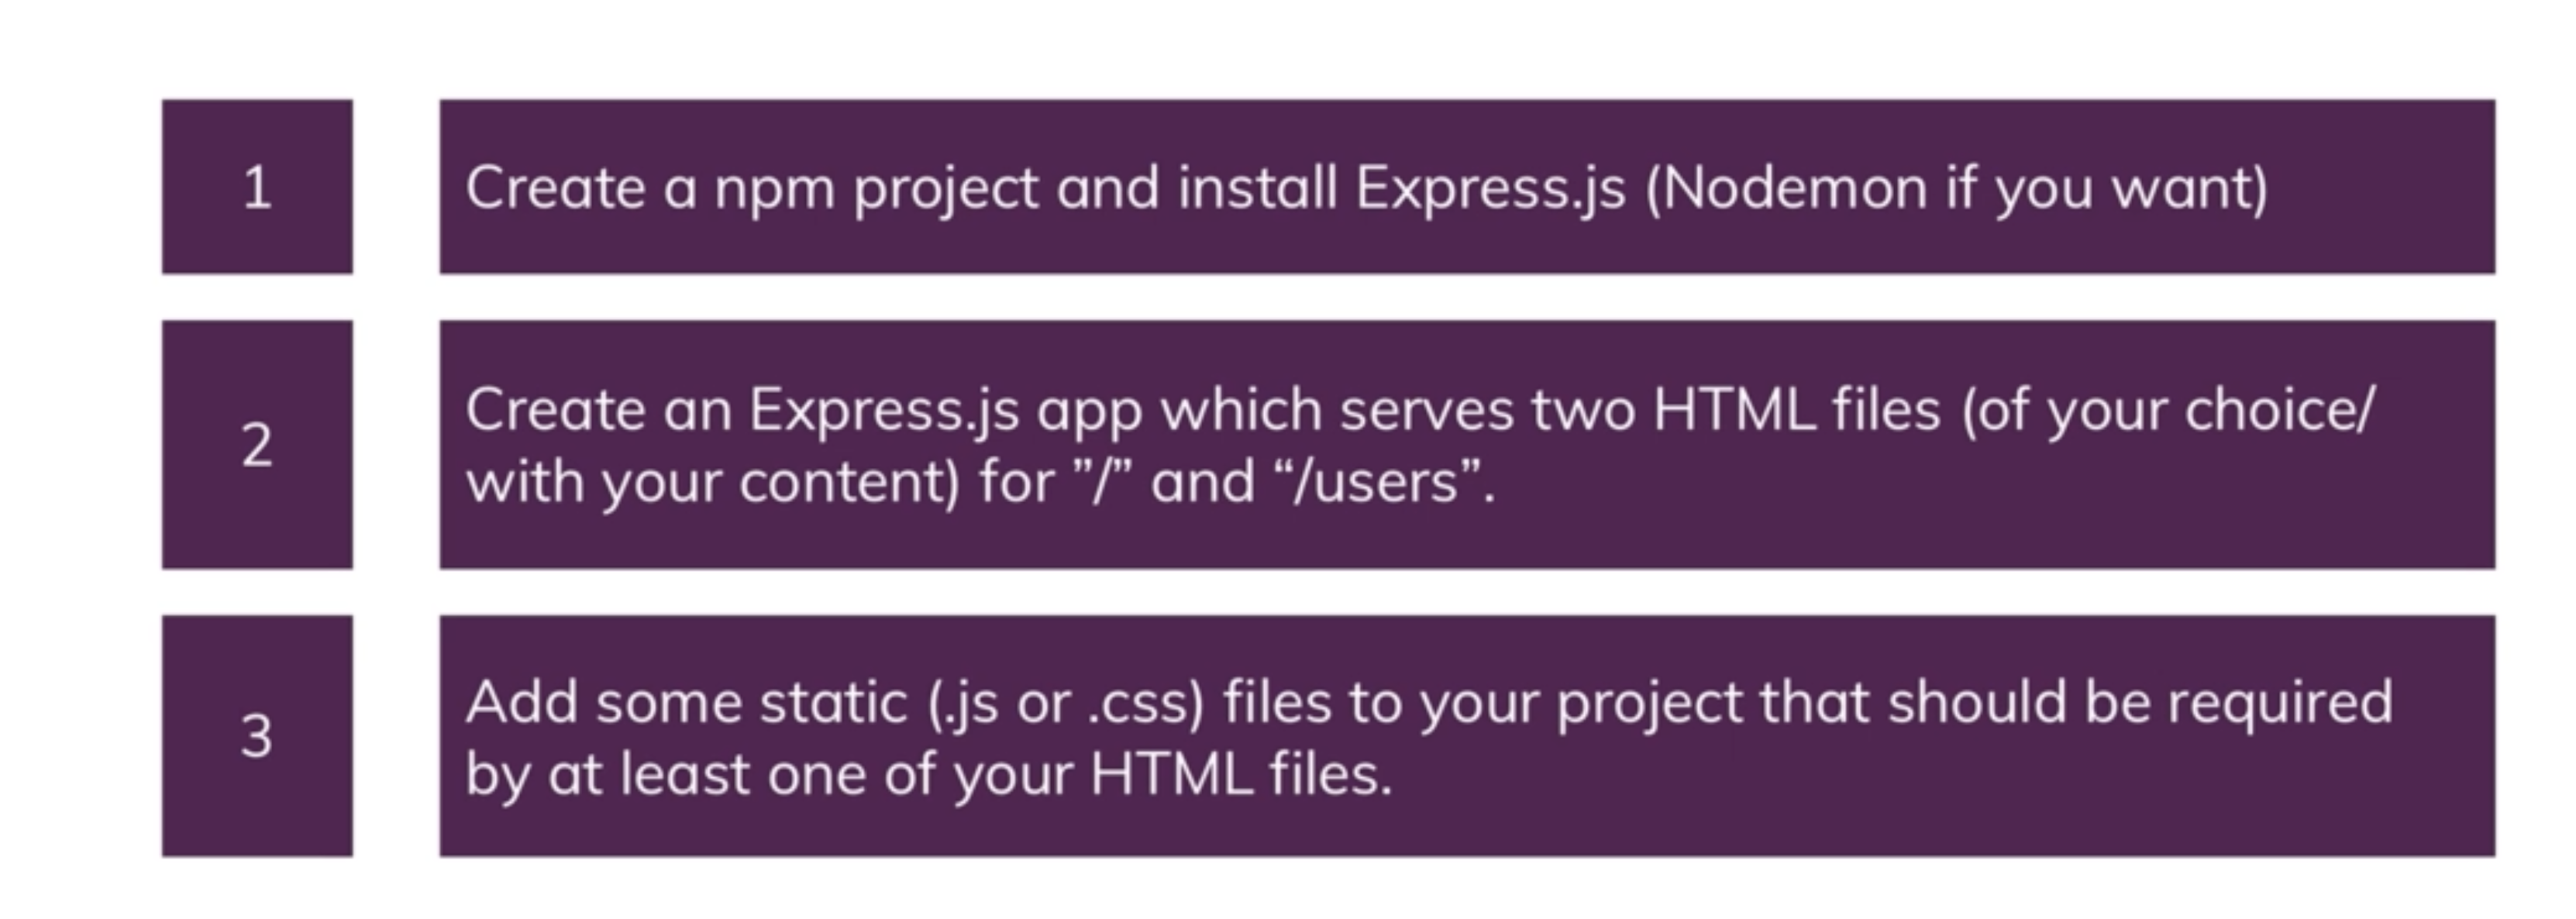 1
Create a npm project and install Express.js (Nodemon if you want)
2
Create an Express.js app which serves two HTML files (of your choice/
with your content) for ”/” and “/users”.
3
Add some static (.js or .css) files to your project that should be required
by at least one of your HTML files.